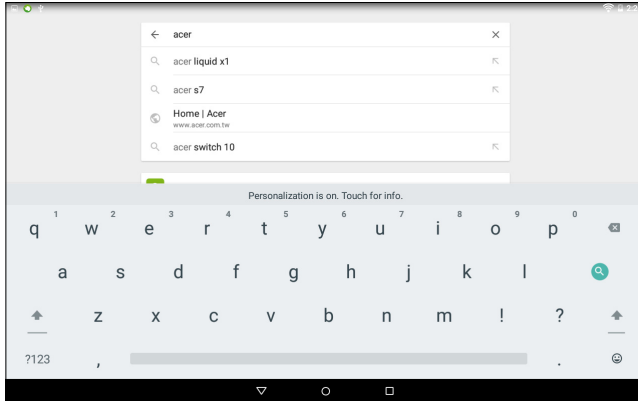 acer
acer liquid x1
acer s7
Home | Acer
www.acer.com.tw
acer switch 10
Personalization is on. Touch for info.
q 1 w 2 e 3 r 4 t 5 y 6 u 7 i 8 o 9 p 0
a s d f g h j k l
z x c v b n m ! ?
?123 , .